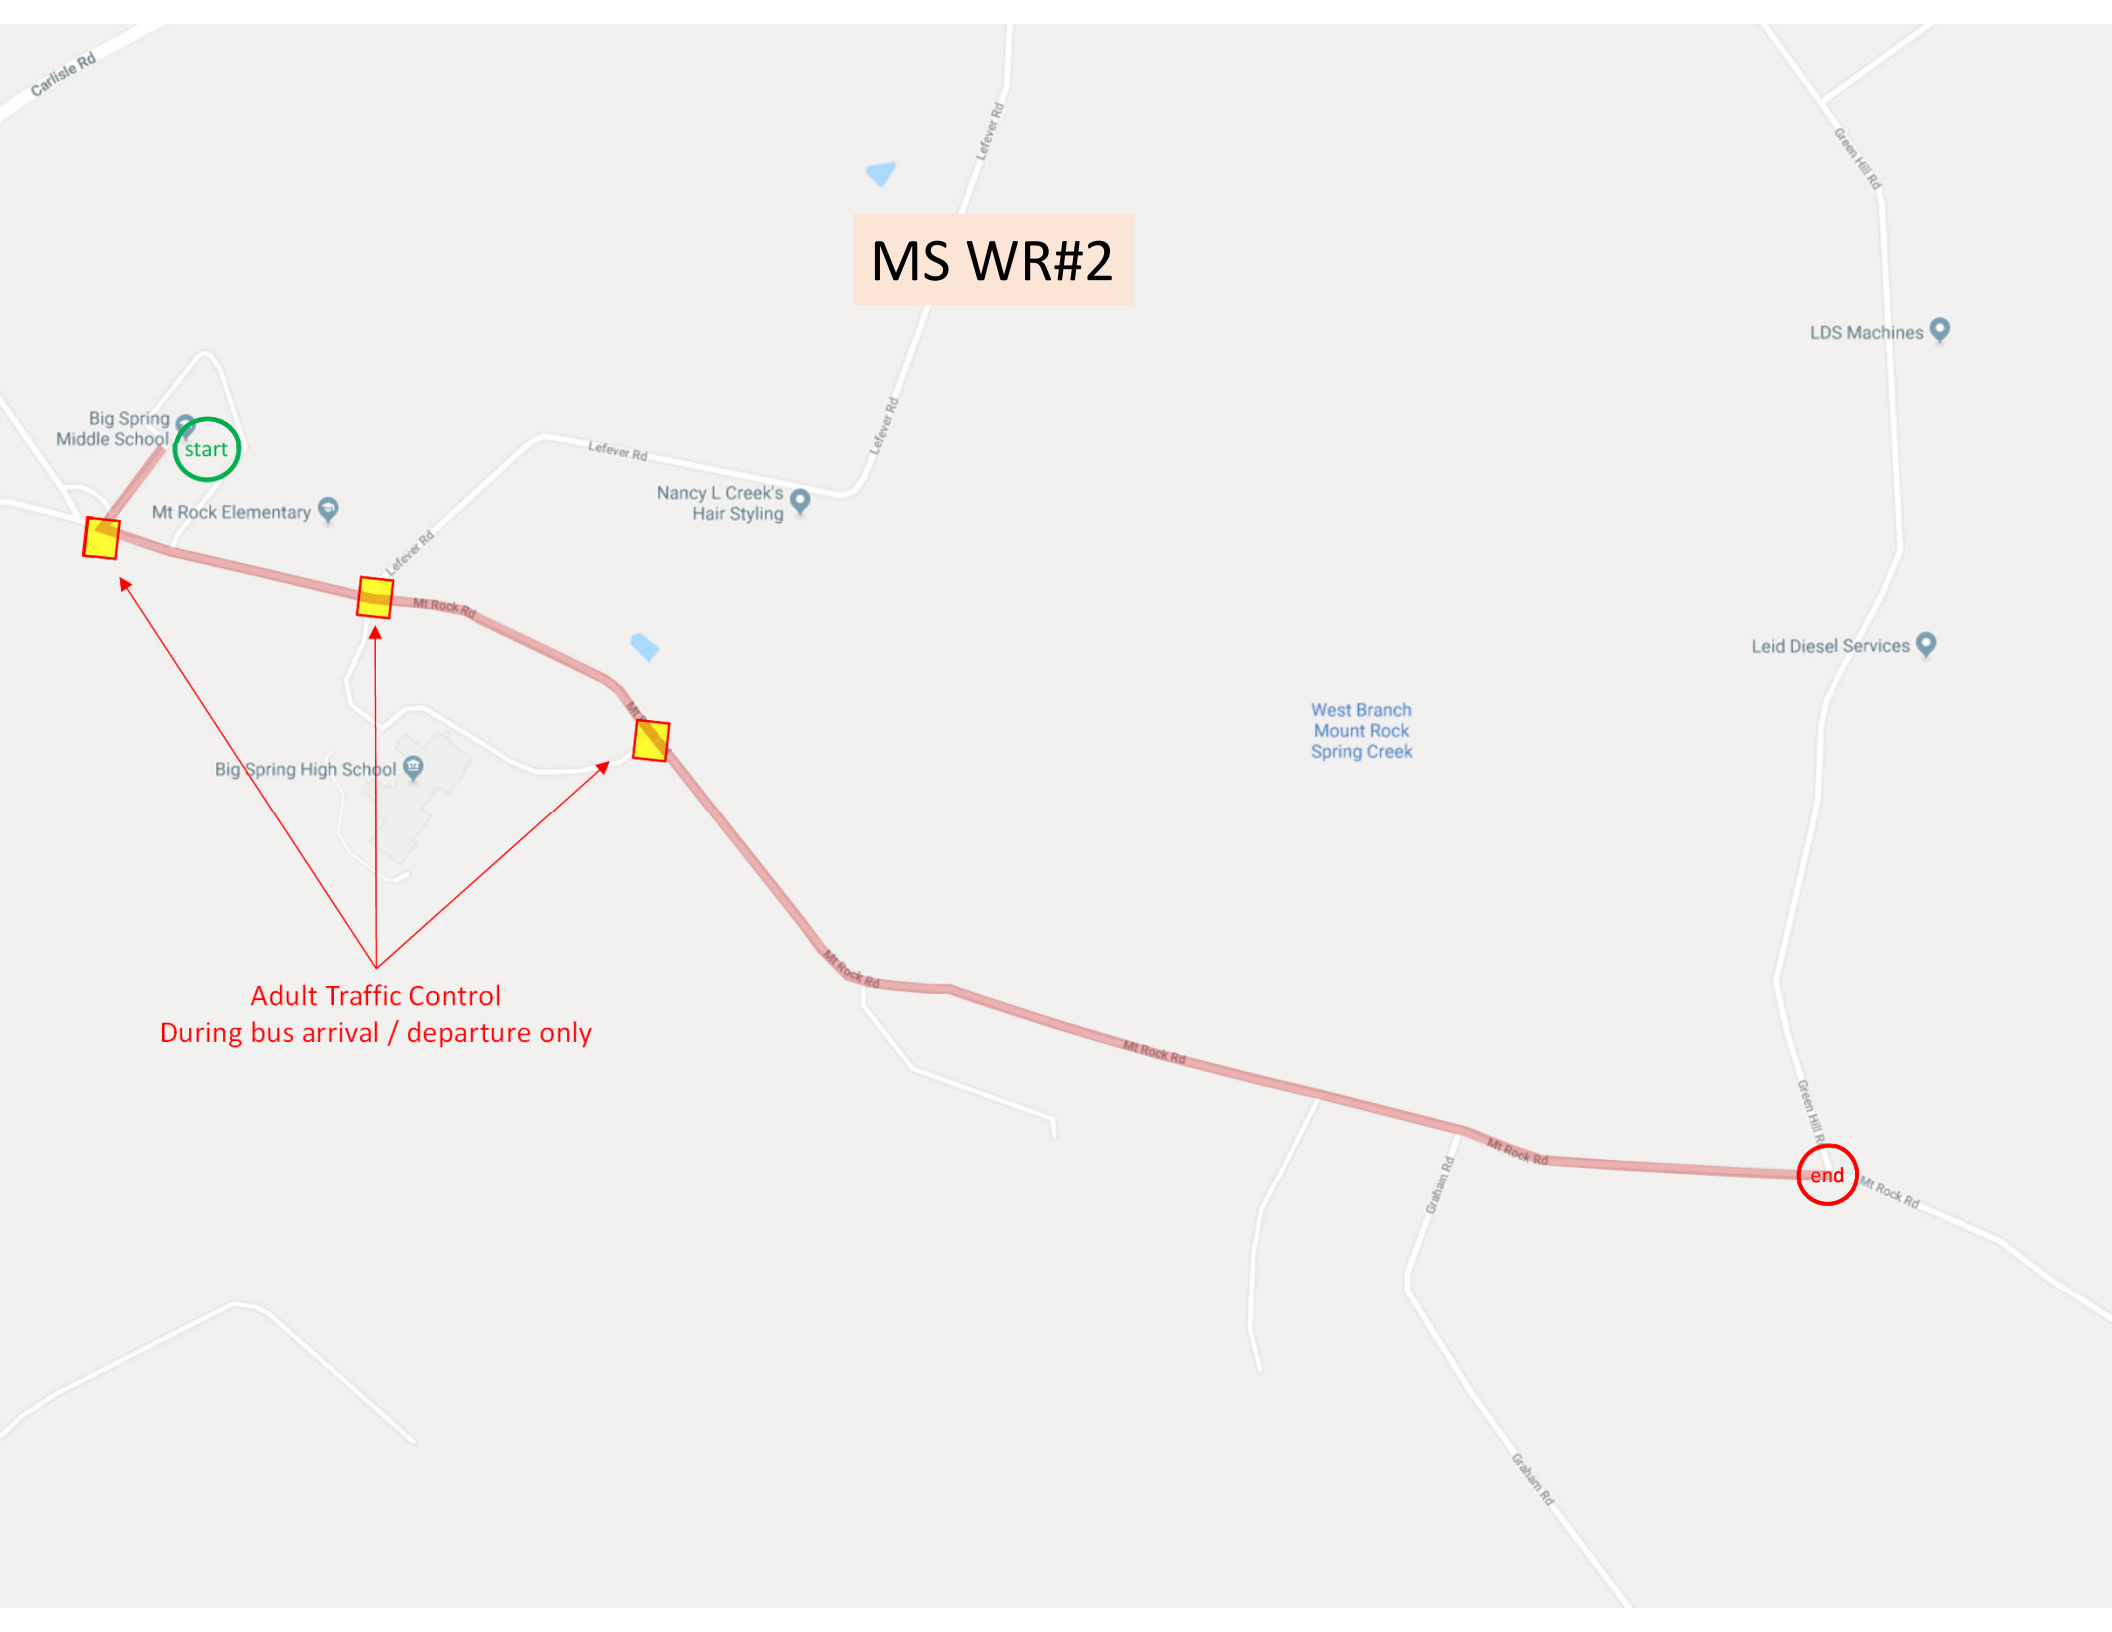 Carlisle Rd
Lefever Rd
Green Hill Rd
MS WR#2
LDS Machines
Big Spring
Middle School
start
Lefever Rd
Lefever Rd
Nancy L Creek's
Hair Styling
Mt Rock Elementary
Lefever Rd
Mt Rock Rd
Leid Diesel Services
West Branch
Mount Rock
Spring Creek
Big Spring High School
Mt Rock Rd
Adult Traffic Control
During bus arrival / departure only
Mt Rock Rd
Green Hill Rd
Mt Rock Rd
Graham Rd
end
Mt Rock Rd
Graham Rd